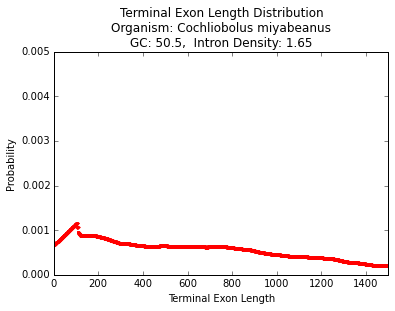 Terminal Exon Length Distribution
Organism: Cochliobolus miyabeanus
GC: 50.5,  Intron Density: 1.65
0.005
0.004
0.003
0.002
0.001
0.000
Probability
0 200 400 600 800 1000 1200 1400
Terminal Exon Length